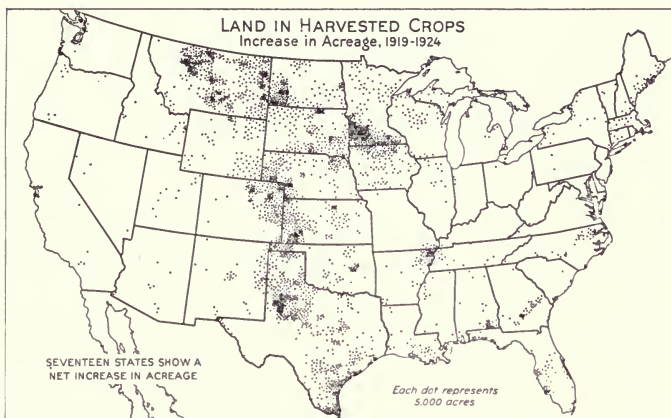 LAND IN HARVESTED CROPS
Increase in Acreage, 1919-1924
SEVENTEEN STATES SHOW A
NET INCREASE IN ACREAGE
Each dot represents
5,000 acres